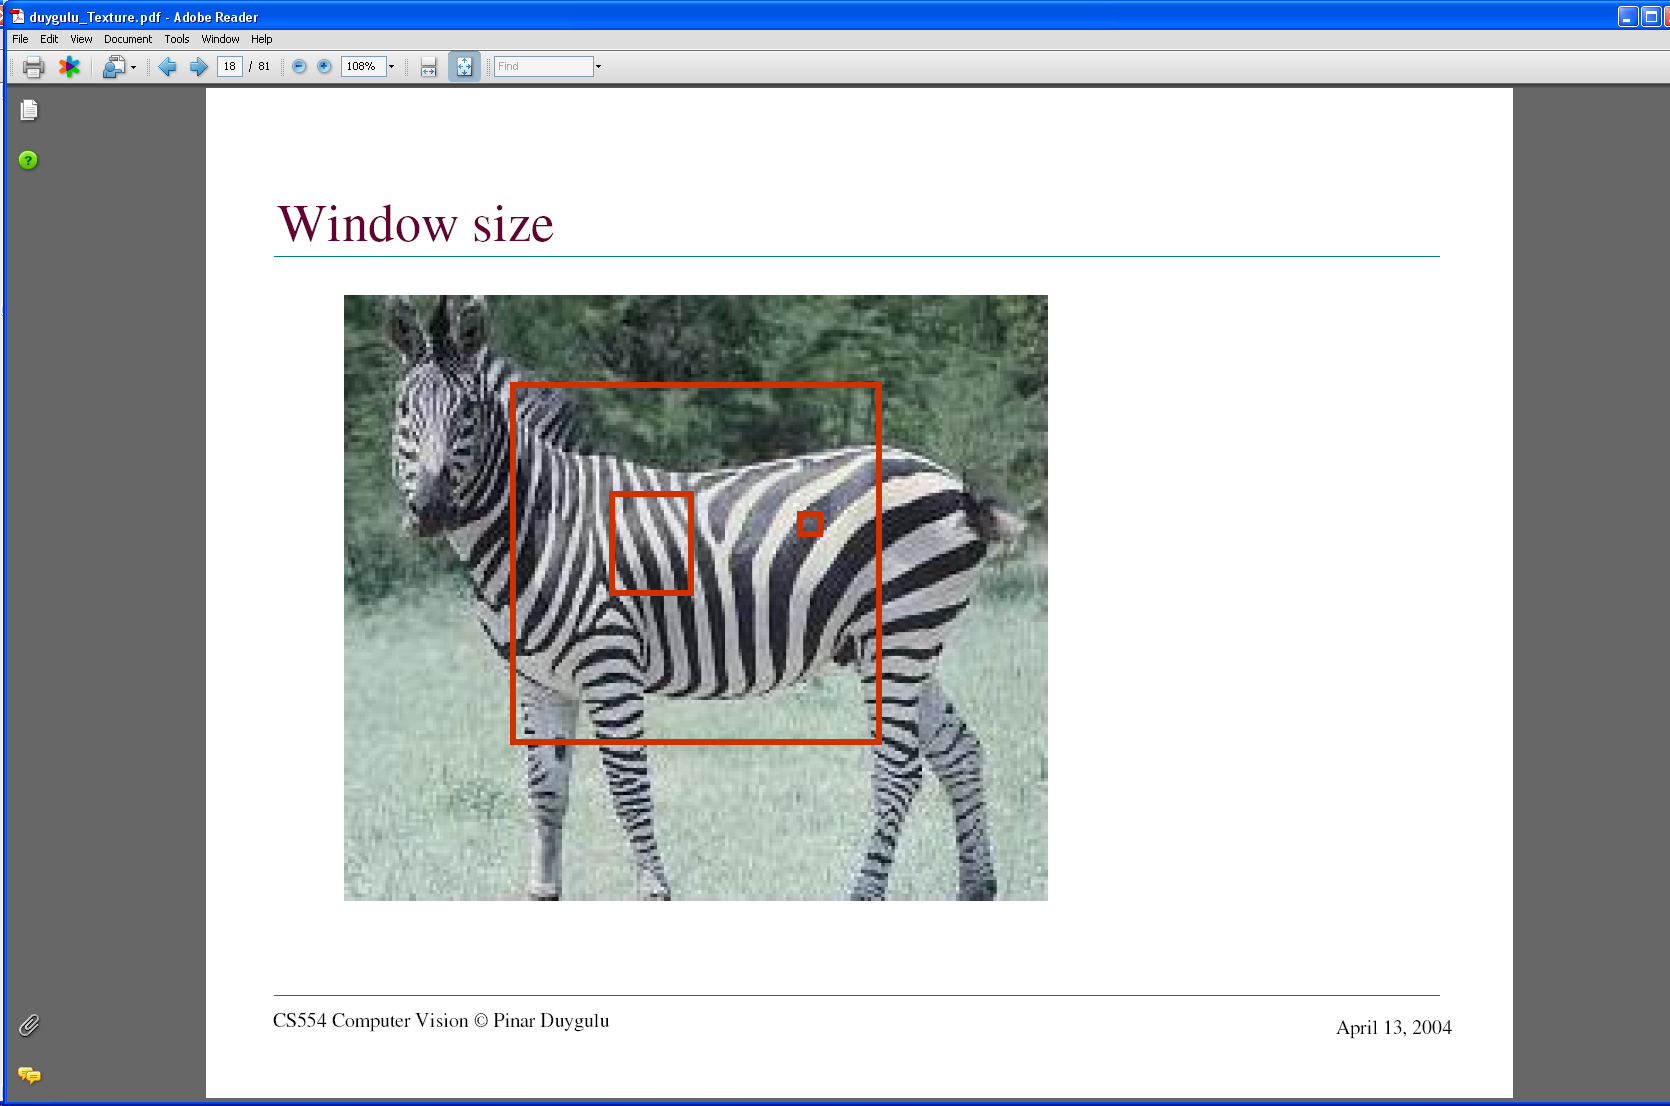 duygulu_Texture.pdf - Adobe Reader
File Edit View Document Tools Window Help
18 / 81 108% Find
?
Window size
CS554 Computer Vision © Pinar Duygulu
April 13, 2004